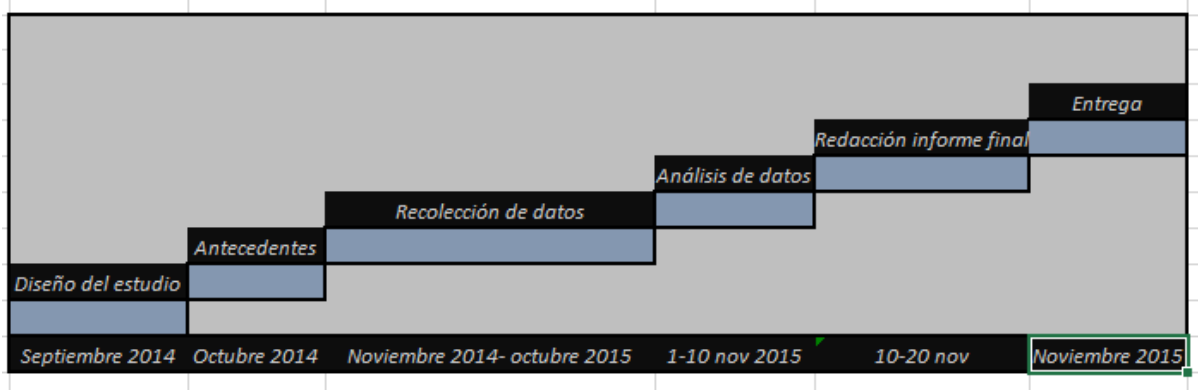 Entrega
Redacción informe final
Análisis de datos
Recolección de datos
Antecedentes
Diseño del estudio
Septiembre 2014 Octubre 2014 Noviembre 2014- octubre 2015 1-10 nov 2015 10-20 nov Noviembre 2015